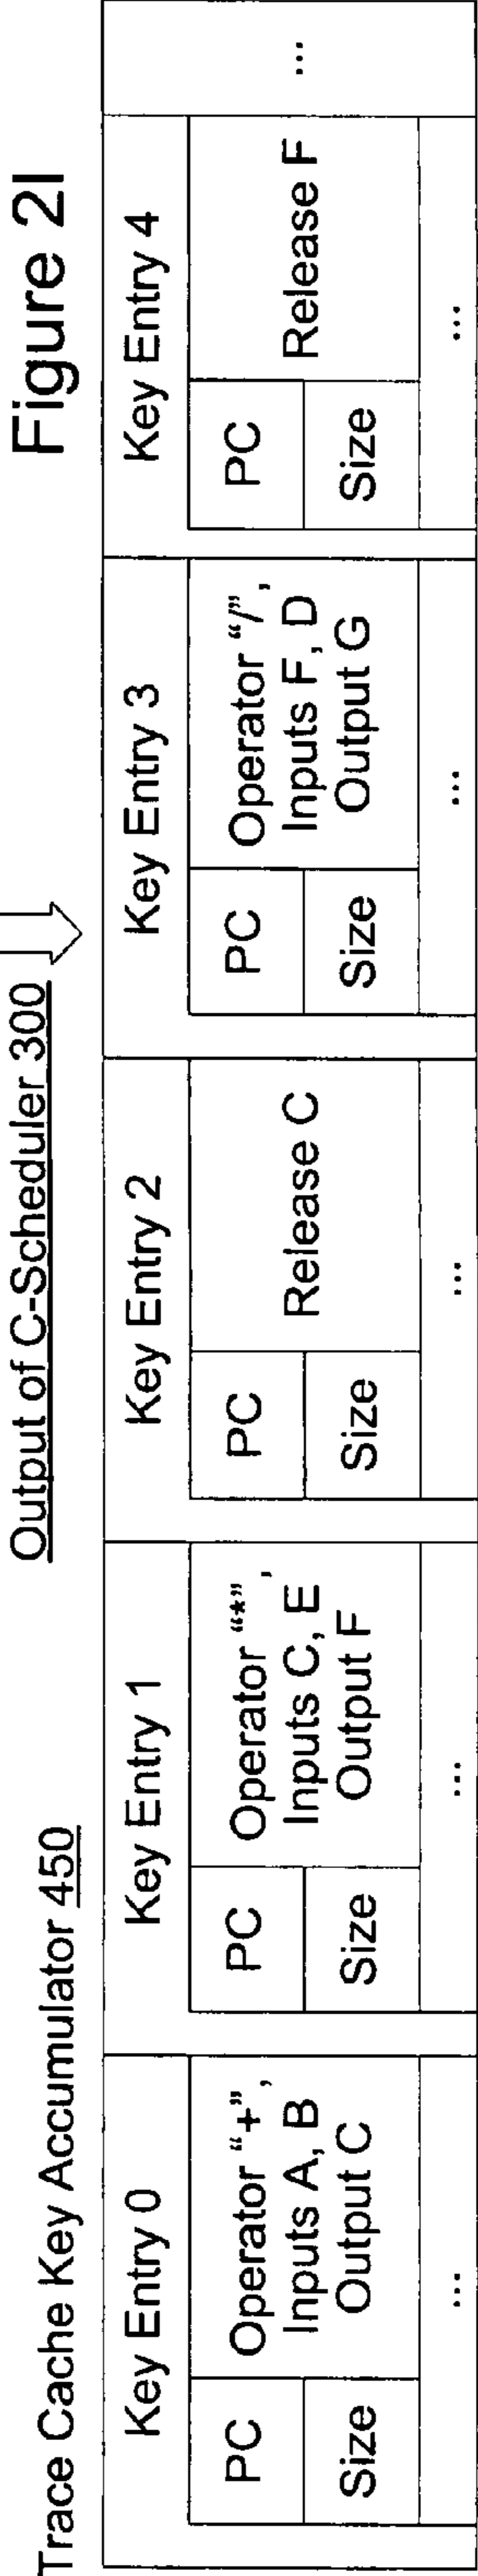 Figure 2I
Output of C-Scheduler 300
Trace Cache Key Accumulator 450
Key Entry 0
PC
Size
Operator “+”,
Inputs A, B
Output C
...
Key Entry 1
PC
Size
Operator “*”,
Inputs C, E
Output F
...
Key Entry 2
PC
Size
Release C
...
Key Entry 3
PC
Size
Operator “/”,
Inputs F, D
Output G
...
Key Entry 4
PC
Size
Release F
...
...